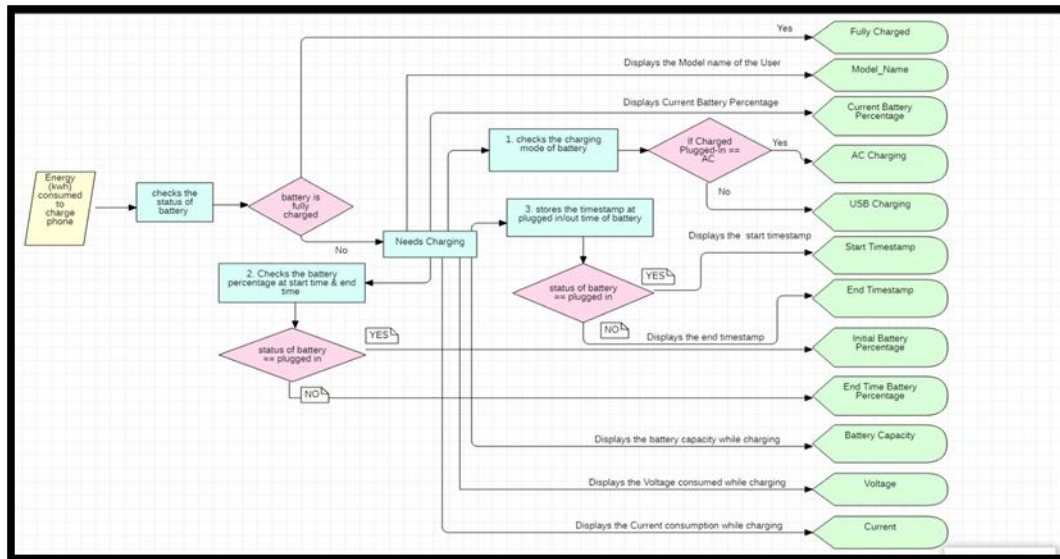 Yes
Fully Charged
Displays the Model name of the User
Model_Name
Displays Current Battery Percentage
Current Battery
Percentage
1. checks the charging
mode of battery
If Charged
Plugged-In ==
AC
Yes
AC Charging
No
USB Charging
Energy
(kwh)
consumed
to
charge
phone
checks the
status of
battery
battery is
fully
charged
No
Needs Charging
3. stores the timestamp at
plugged in/out time of battery
Displays the start timestamp
Start Timestamp
status of battery
== plugged in
YES
NO
End Timestamp
Displays the end timestamp
2. Checks the battery
percentage at start time & end
time
status of battery
== plugged in
YES
Initial Battery
Percentage
NO
End Time Battery
Percentage
Displays the battery capacity while charging
Battery Capacity
Displays the Voltage consumed while charging
Voltage
Displays the Current consumption while charging
Current